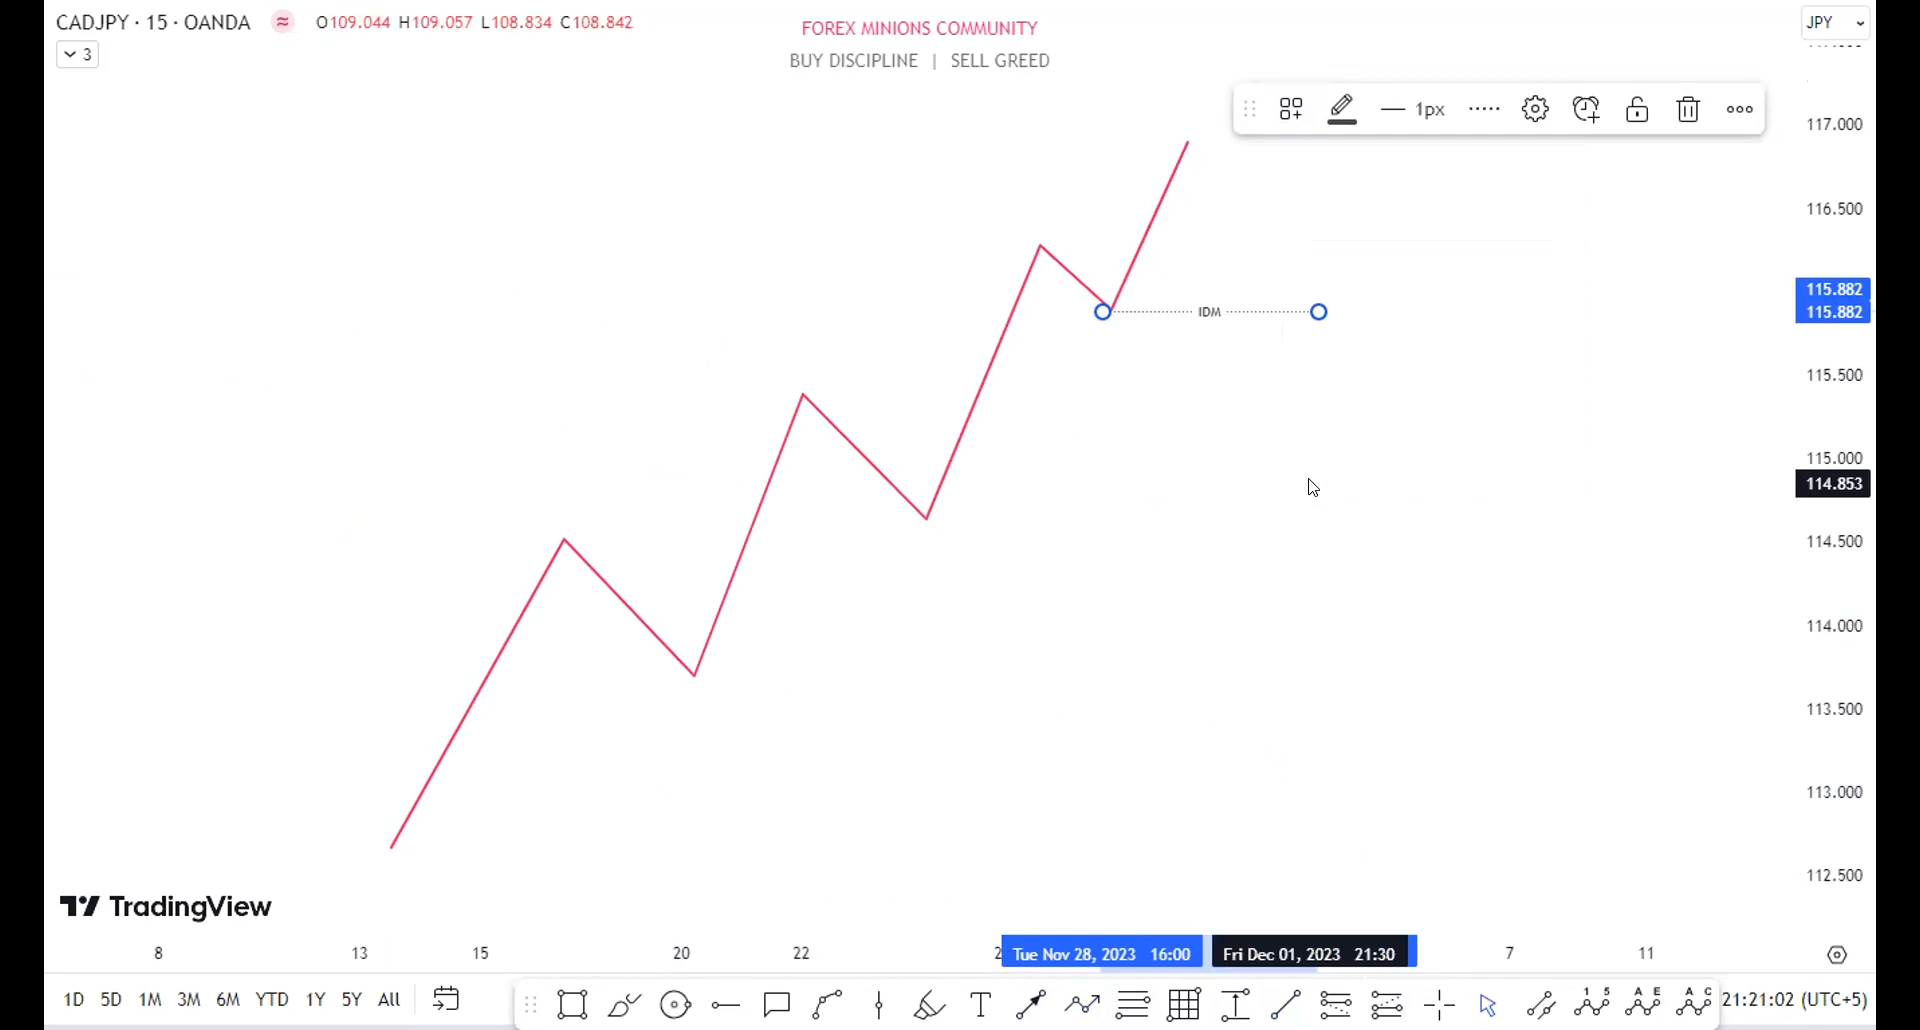 CADJPY · 15 · OANDA ≈ O109.044 H109.057 L108.834 C108.842
3
FOREX MINIONS COMMUNITY
BUY DISCIPLINE | SELL GREED
JPY
1px
117.000
116.500
115.882
115.882
115.500
115.000
114.853
114.500
114.000
113.500
113.000
112.500
IDM
TradingView
8 13 15 20 22 Tue Nov 28, 2023 16:00 Fri Dec 01, 2023 21:30 7 11
1D 5D 1M 3M 6M YTD 1Y 5Y All
T
1 5
A E
A C
21:21:02 (UTC+5)